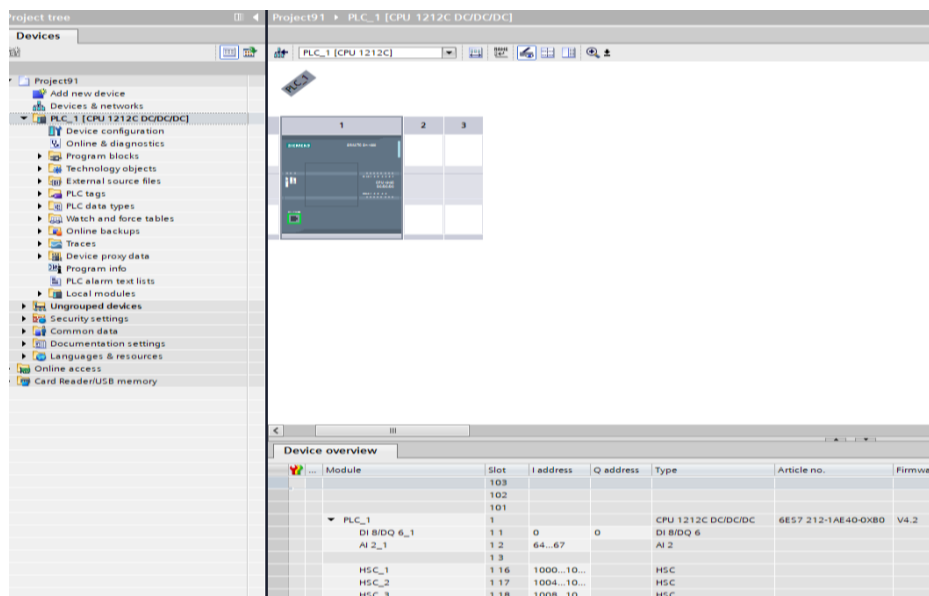 roject tree
Project91 ▸ PLC_1 [CPU 1212C DC/DC/DC]
Devices
PLC_1 [CPU 1212C]
Project91
Add new device
Devices & networks
PLC_1 [CPU 1212C DC/DC/DC]
Device configuration
Online & diagnostics
Program blocks
Technology objects
External source files
PLC tags
PLC data types
Watch and force tables
Online backups
Traces
Device proxy data
Program info
PLC alarm text lists
Local modules
Ungrouped devices
Security settings
Common data
Documentation settings
Languages & resources
Online access
Card Reader/USB memory
PLC_1
1 2 3
SIEMENS
Device overview
... Module Slot I address Q address Type Article no. Firmwa
103
102
101
PLC_1 1 CPU 1212C DC/DC/DC 6ES7 212-1AE40-0XB0 V4.2
DI 8/DQ 6_1 1 1 0 0 DI 8/DQ 6
AI 2_1 1 2 64...67 AI 2
1 3
HSC_1 1 16 1000...10... HSC
HSC_2 1 17 1004...10... HSC
HSC_3 1 18 1008...10... HSC